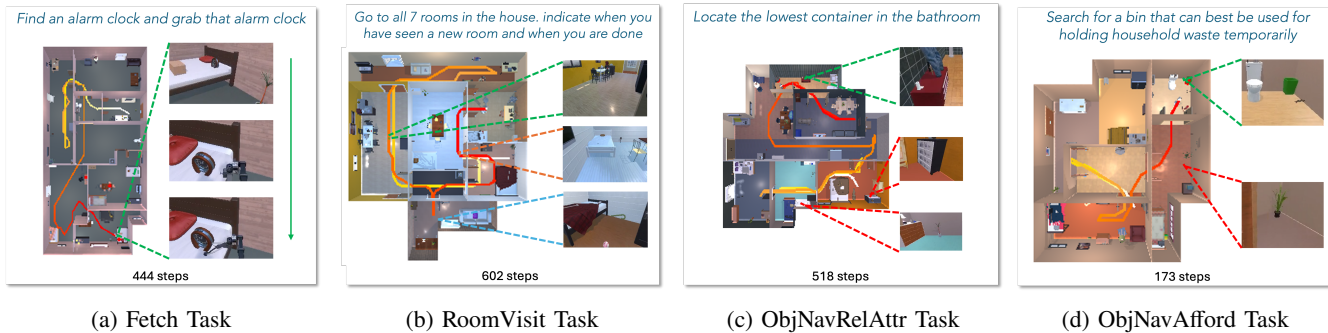 Find an alarm clock and grab that alarm clock
444 steps
(a) Fetch Task
Go to all 7 rooms in the house. indicate when you
have seen a new room and when you are done
602 steps
(b) RoomVisit Task
Locate the lowest container in the bathroom
518 steps
(c) ObjNavRelAttr Task
Search for a bin that can best be used for
holding household waste temporarily
173 steps
(d) ObjNavAfford Task